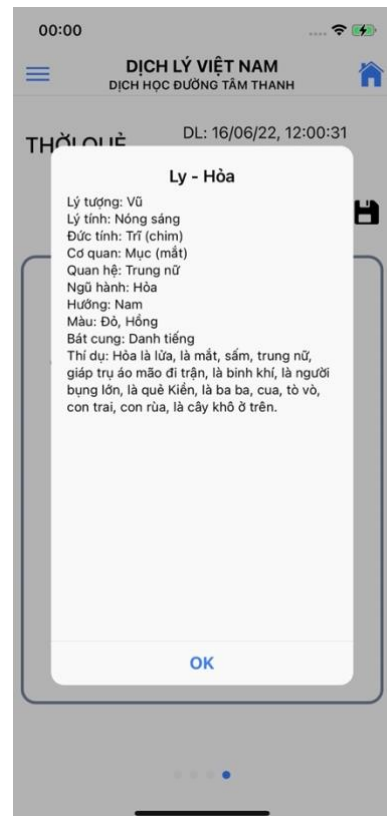 00:00
DỊCH LÝ VIỆT NAM
DỊCH HỌC ĐƯỜNG TÂM THANH
THỜI QUẺ
DL: 16/06/22, 12:00:31
Ly - Hỏa
Lý tượng: Vũ
Lý tính: Nóng sáng
Đức tính: Trĩ (chim)
Cơ quan: Mục (mắt)
Quan hệ: Trung nữ
Ngũ hành: Hỏa
Hướng: Nam
Màu: Đỏ, Hồng
Bát cung: Danh tiếng
Thí dụ: Hỏa là lửa, là mắt, sấm, trung nữ,
giáp trụ áo mão đi trận, là binh khí, là người
bụng lớn, là quẻ Kiền, là ba ba, cua, tò vò,
con trai, con rùa, là cây khô ở trên.
OK